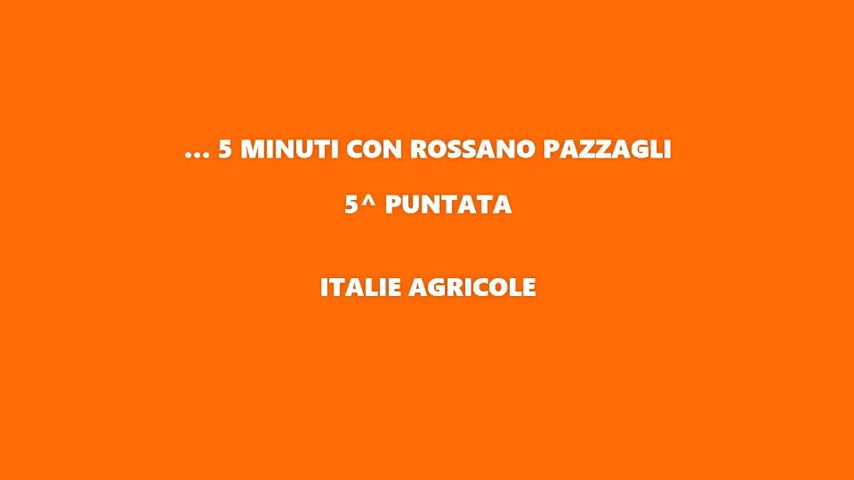 ... 5 MINUTI CON ROSSANO PAZZAGLI
5^ PUNTATA
ITALIE AGRICOLE